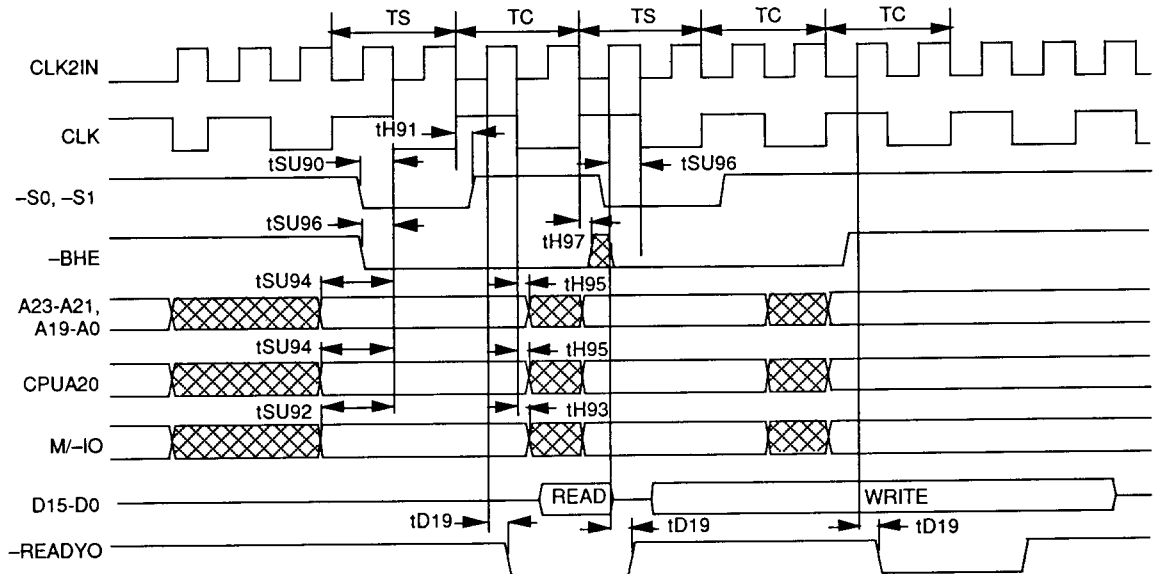 TS TC TS TC TC
CLK2IN
CLK
tH91
tSU90
tSU96
–S0, –S1
tSU96
tH97
–BHE
tSU94
tH95
A23-A21,
A19-A0
tSU94
tH95
CPUA20
tSU92
tH93
M/–IO
D15-D0
READ
WRITE
tD19
tD19
tD19
–READYO